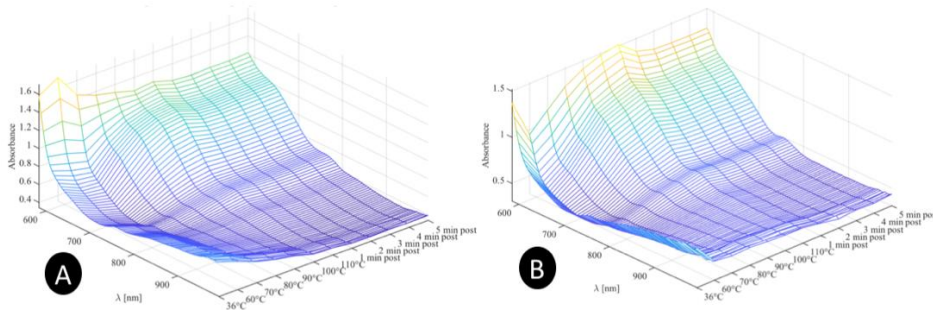 1.6
1.4
1.2
1
0.8
0.6
0.4
Absorbance
600
700
800
900
λ [nm]
36°C
60°C
70°C
80°C
90°C
100°C
110°C
1 min post
2 min post
3 min post
4 min post
5 min post
A
1.5
1
0.5
Absorbance
600
700
800
900
λ [nm]
36°C
60°C
70°C
80°C
90°C
100°C
110°C
1 min post
2 min post
3 min post
4 min post
5 min po
B